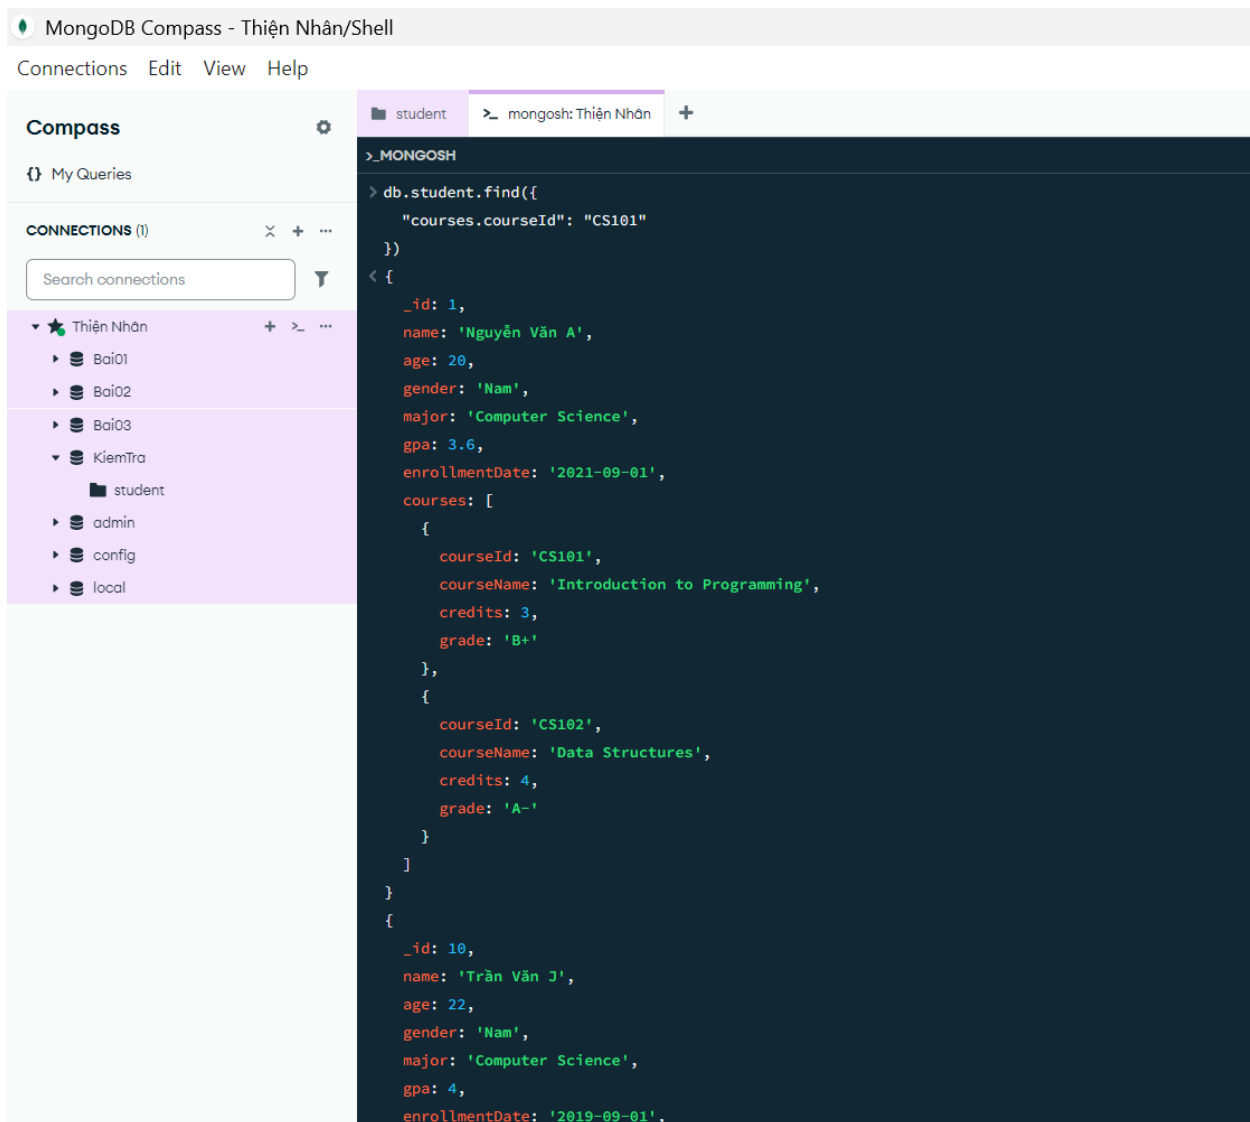 MongoDB Compass - Thiện Nhân/Shell
Connections Edit View Help
Compass
{} My Queries
CONNECTIONS (1)
Search connections
Thiện Nhân
Bai01
Bai02
Bai03
KiemTra
student
admin
config
local
student
>_ mongosh: Thiện Nhân +
>_MONGOSH
> db.student.find({
"courses.courseId": "CS101"
})
< {
_id: 1,
name: 'Nguyễn Văn A',
age: 20,
gender: 'Nam',
major: 'Computer Science',
gpa: 3.6,
enrollmentDate: '2021-09-01',
courses: [
{
courseId: 'CS101',
courseName: 'Introduction to Programming',
credits: 3,
grade: 'B+'
},
{
courseId: 'CS102',
courseName: 'Data Structures',
credits: 4,
grade: 'A-'
}
]
}
{
_id: 10,
name: 'Trần Văn J',
age: 22,
gender: 'Nam',
major: 'Computer Science',
gpa: 4,
enrollmentDate: '2019-09-01',